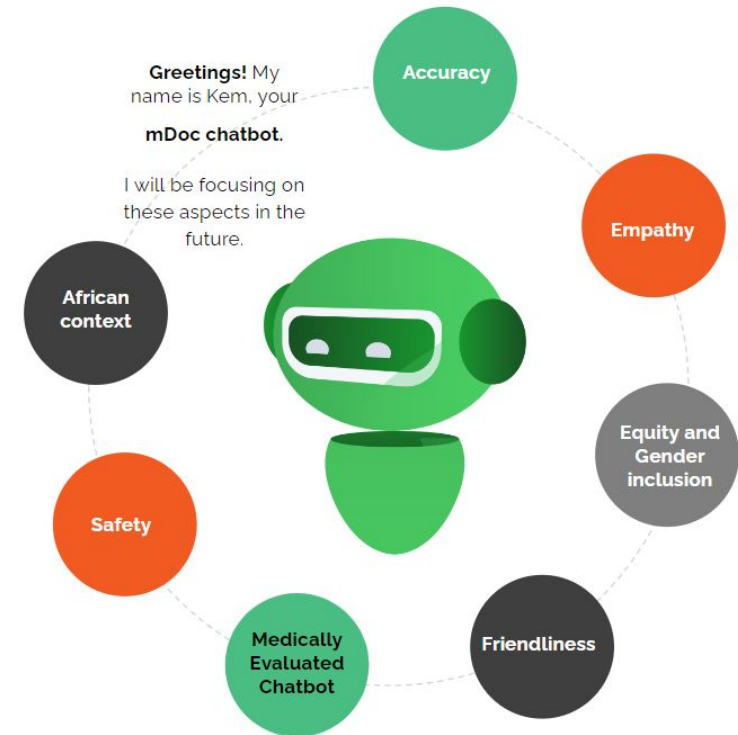 Greetings! My
name is Kem, your
mDoc chatbot.
I will be focusing on
these aspects in the
future.
Accuracy
Empathy
Equity and
Gender
inclusion
Friendliness
Medically
Evaluated
Chatbot
Safety
African
context